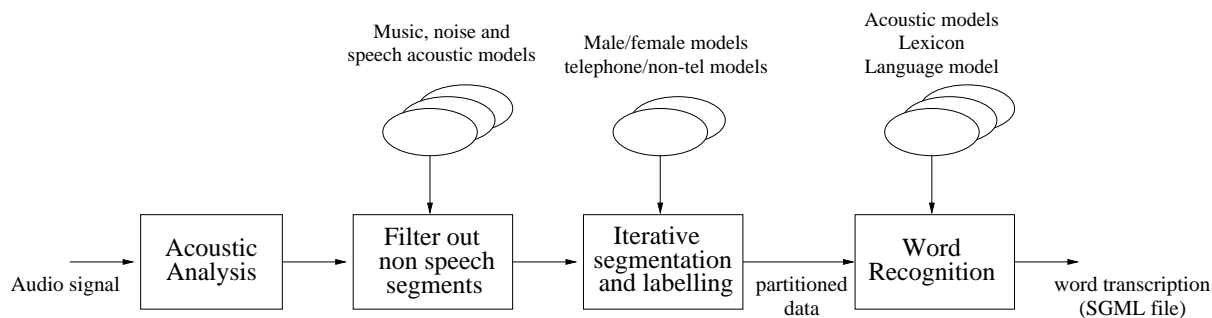 Music, noise and
speech acoustic models
Male/female models
telephone/non-tel models
Acoustic models
Lexicon
Language model
Audio signal
Acoustic
Analysis
Filter out
non speech
segments
Iterative
segmentation
and labelling
partitioned
data
Word
Recognition
word transcription
(SGML file)